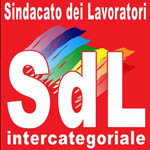 Sindacato dei Lavoratori
SdL
intercategoriale